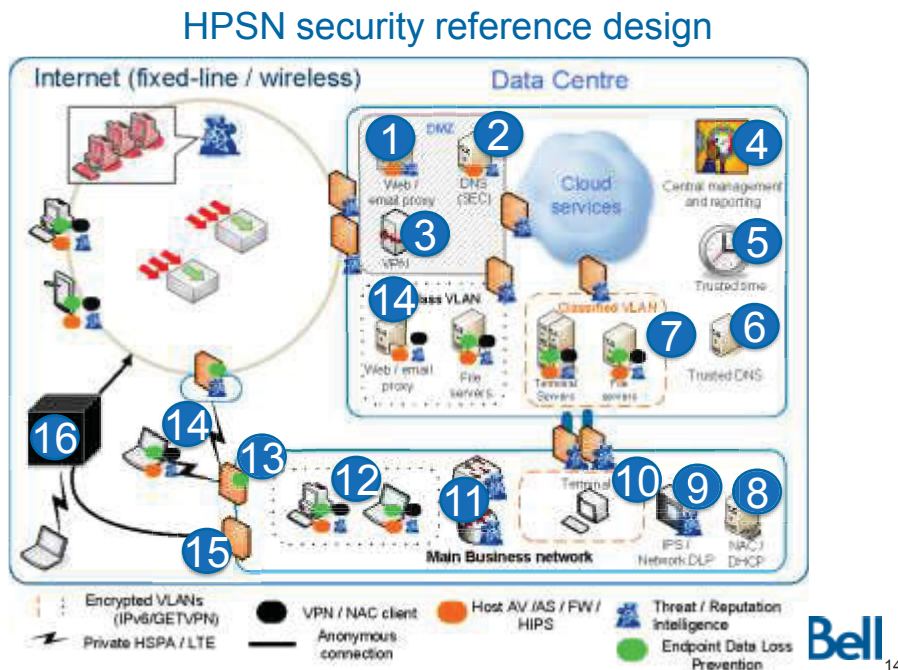 HPSN security reference design
Internet (fixed-line / wireless)
Data Centre
DMZ
1
2
Web /
email proxy
DNS
(SEC)
3
VPN
Cloud
services
4
Central management
and reporting
5
Trusted time
6
Trusted DNS
14
lass VLAN
Web / email
proxy
File
servers
Classified VLAN
7
Terminal
Servers
File
servers
16
14
13
15
12
11
Main Business network
Terminal
10
9
IPS /
Network DLP
8
NAC /
DHCP
Encrypted VLANs
(IPv6/GETVPN)
Private HSPA / LTE
VPN / NAC client
Anonymous
connection
Host AV /AS / FW /
HIPS
Threat / Reputation
Intelligence
Endpoint Data Loss
Prevention
Bell
14